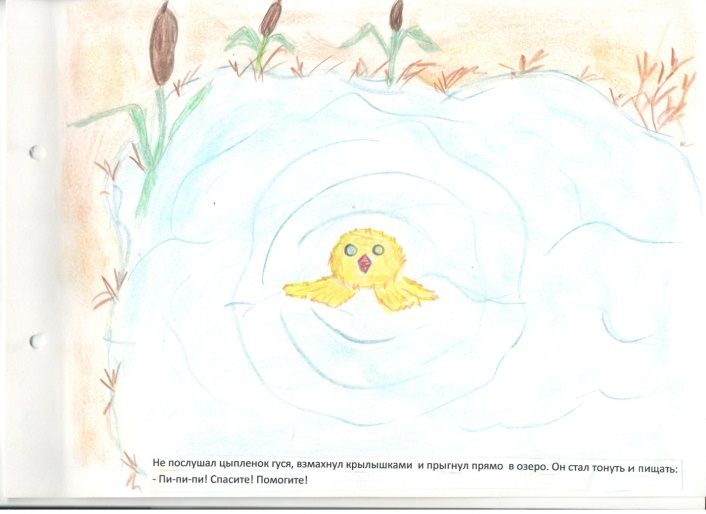 Не послушал цыпленок гуся, взмахнул крылышками и прыгнул прямо в озеро. Он стал тонуть и пищать:
- Пи-пи-пи! Спасите! Помогите!